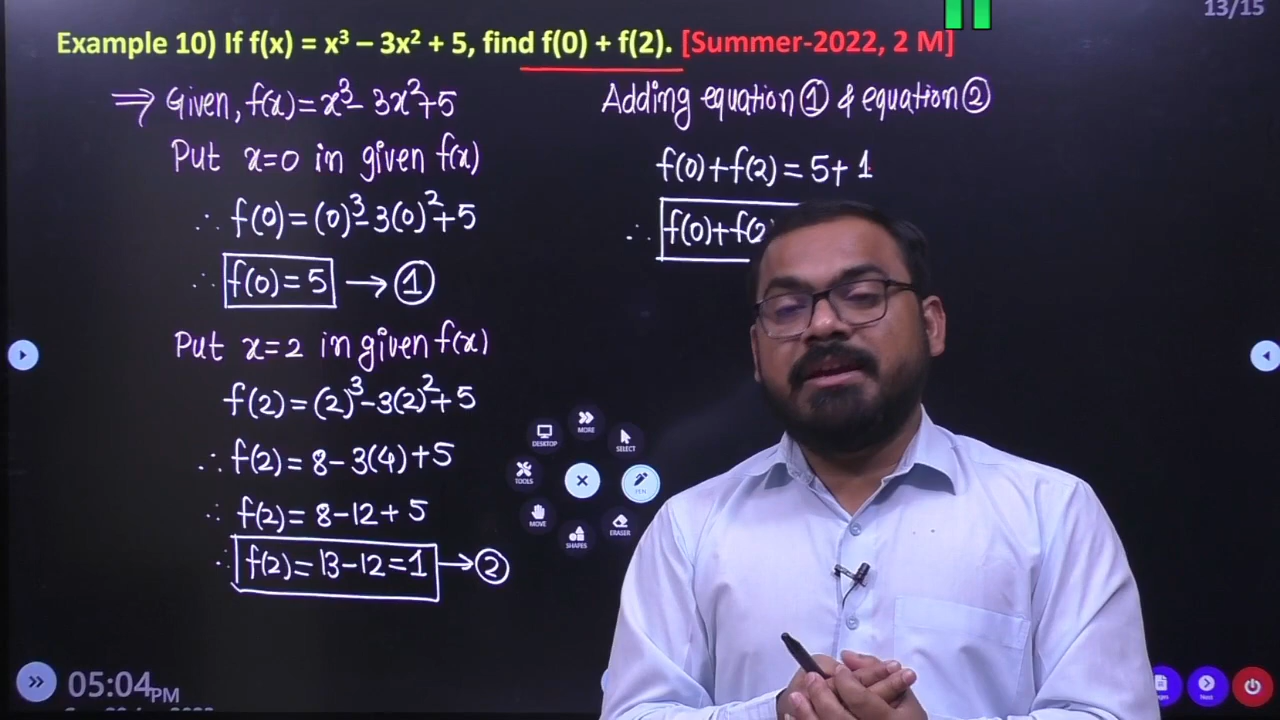 13/15
Example 10) If f(x) = x³ – 3x² + 5, find f(0) + f(2). [Summer-2022, 2 M]
⇒ Given, f(x) = x³ - 3x² + 5
Put x=0 in given f(x)
∴ f(0) = (0)³ - 3(0)² + 5
∴ f(0) = 5 → ①
Put x=2 in given f(x)
f(2) = (2)³ - 3(2)² + 5
∴ f(2) = 8 - 3(4) + 5
∴ f(2) = 8 - 12 + 5
∴ f(2) = 13 - 12 = 1 → ②
Adding equation ① & equation ②
f(0) + f(2) = 5 + 1
∴ f(0) + f(2
MORE
DESKTOP
SELECT
TOOLS
PEN
MOVE
ERASER
SHAPES
05:04 PM
Next